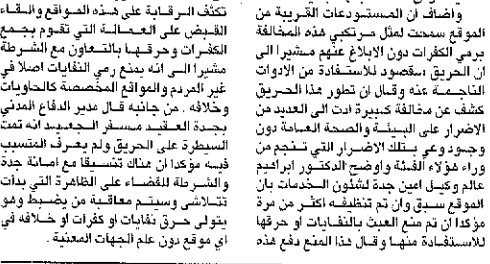 وأضاف ان المستودعات القريبة من
الموقع سمحت لمثل مرتكبي هذه المخالفة
برمي الكفرات دون الابلاغ عنهم مشيرا الى
ان الحريق مقصود للاستفادة من الادوات
الناجمة عنه وقال ان تطور هذا الحريق
كشف عن مخالفة كبيرة ادت الى العديد من
الاضرار على البيئة والصحة العامة دون
وجود وعي بتلك الاضرار التي تنجم من
وراء هؤلاء الفئة واوضح الدكتور ابراهيم
عالم وكيل امين جدة لشئون الخدمات بان
الموقع سبق وان تم تنظيفه اكثر من مرة
مؤكدا ان تم منع العبث بالنفايات او حرقها
للاستفادة منها وقال هذا المنع دفع هذه
تكثف الرقابة على هذه المواقع والقاء
القبض على العمالة التي تقوم بجمع
الكفرات وحرقها بالتعاون مع الشرطة
مشيرا الى انه يمنع رمي النفايات اصلا في
غير المردم والمواقع المخصصة كالحاويات
وخلافه . من جانبه قال مدير الدفاع المدني
بجدة العقيد مسفر الجعيد انه تمت
السيطرة على الحريق ولم يعرف المتسبب
فيه مؤكدا ان هناك تنسيقا مع امانة جدة
والشرطة للقضاء على الظاهرة التي بدأت
تتلاشى وسيتم معاقبة من يضبط وهو
يتولى حرق نفايات او كفرات او خلافه في
اي موقع دون علم الجهات المعنية .